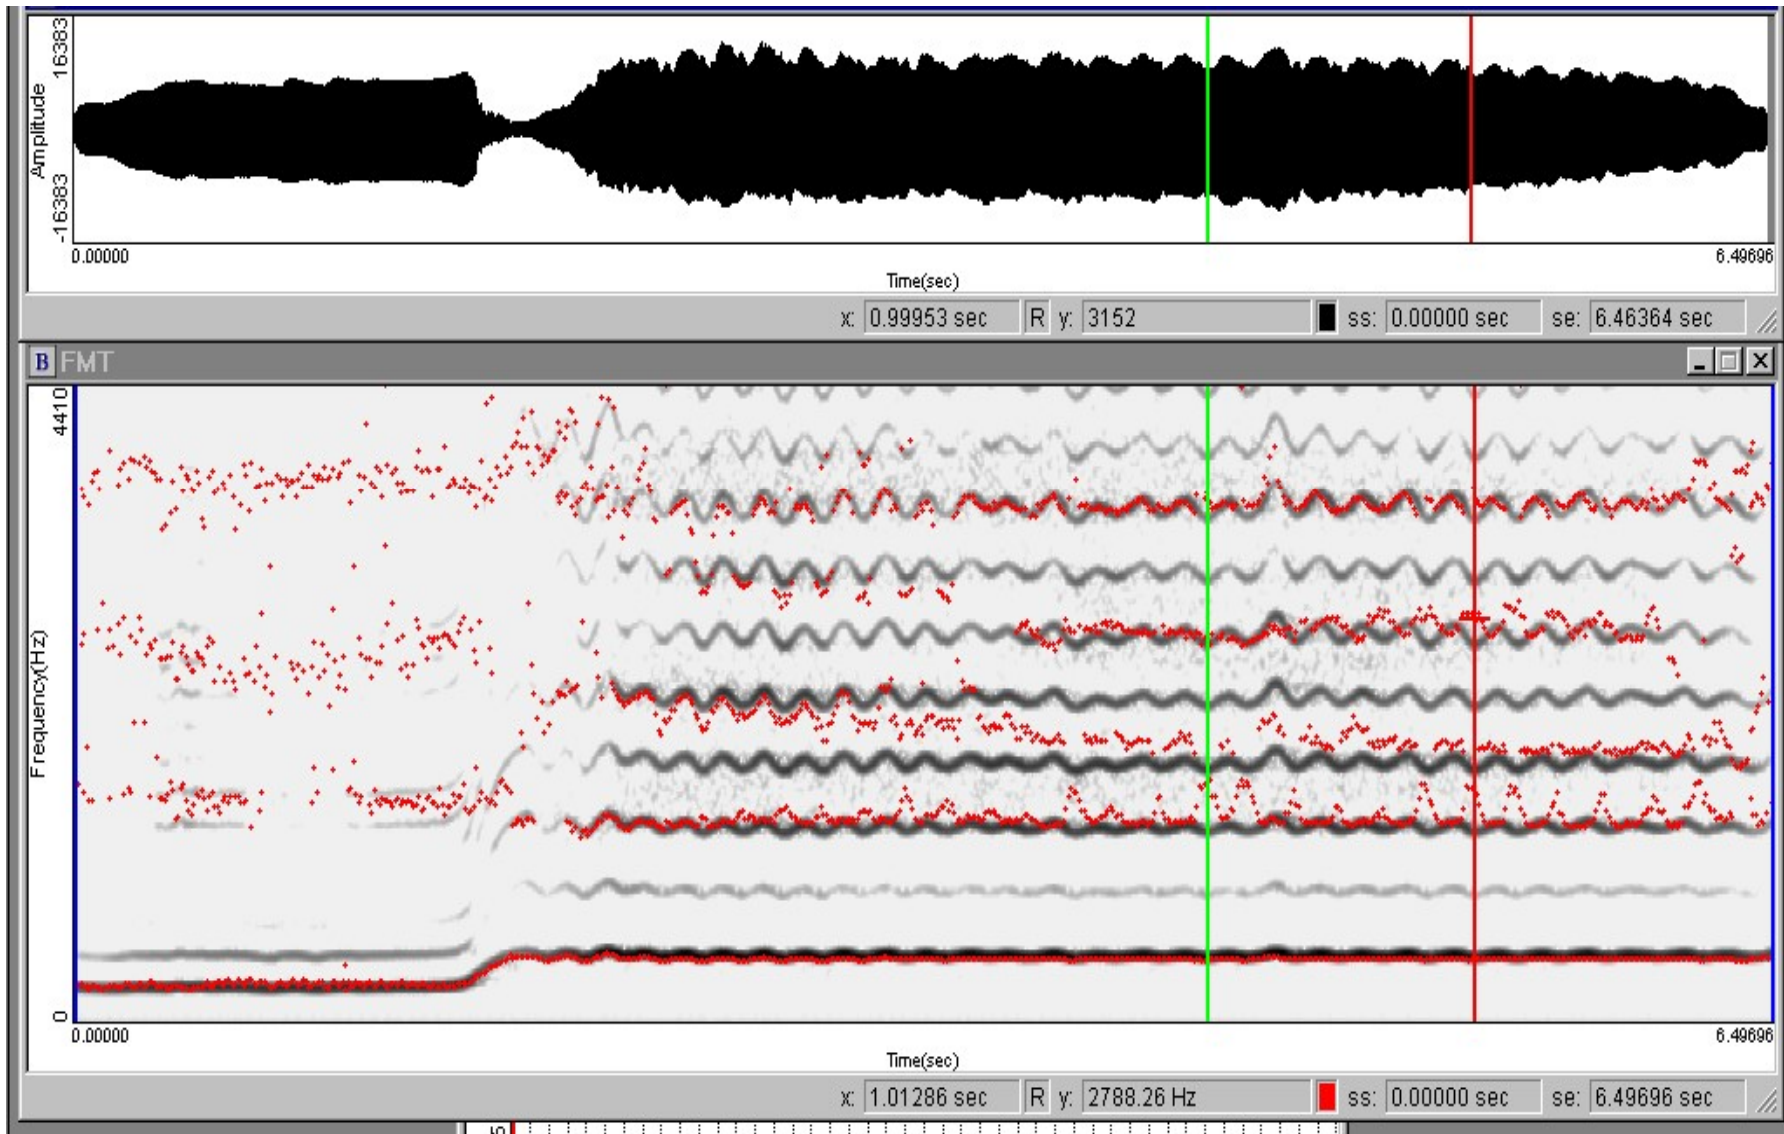 16383
Amplitude
-16383
0.00000
6.49696
Time(sec)
x: 0.99953 sec R y: 3152 ss: 0.00000 sec se: 6.46364 sec
B FMT
4410
Frequency(Hz)
0
0.00000
6.49696
Time(sec)
x: 1.01286 sec R y: 2788.26 Hz ss: 0.00000 sec se: 6.49696 sec